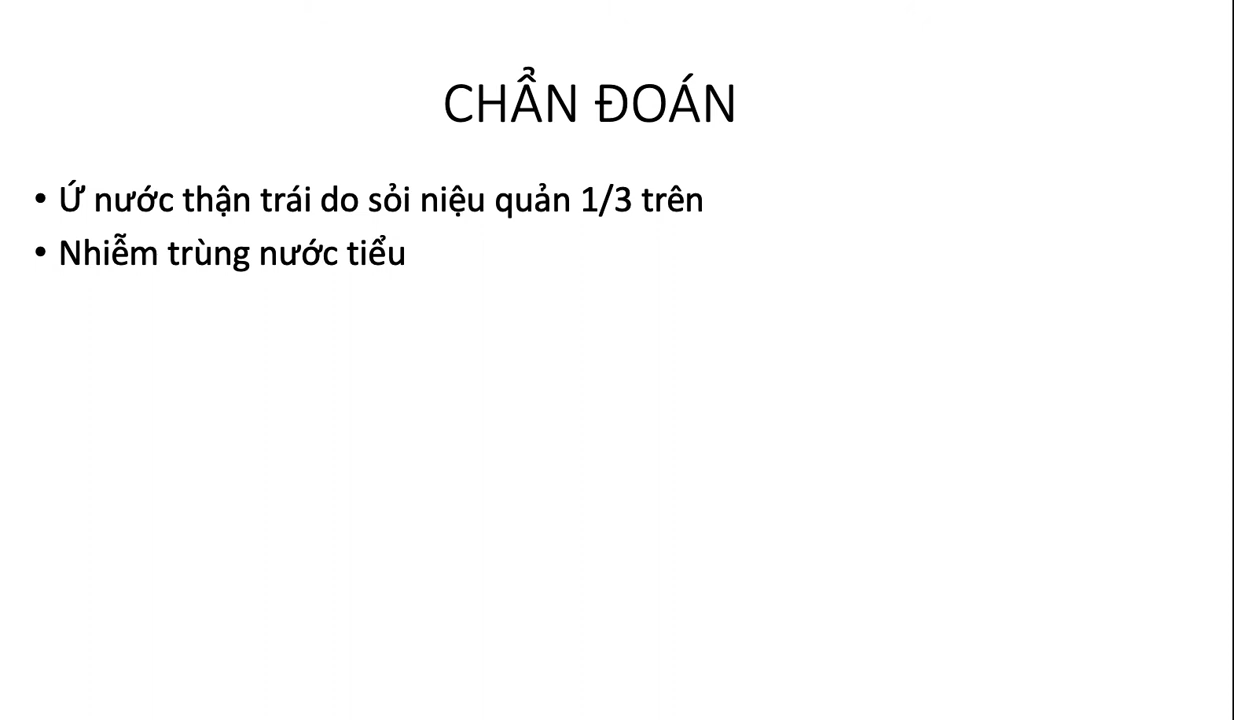 CHẨN ĐOÁN
• Ứ nước thận trái do sỏi niệu quản 1/3 trên
• Nhiễm trùng nước tiểu